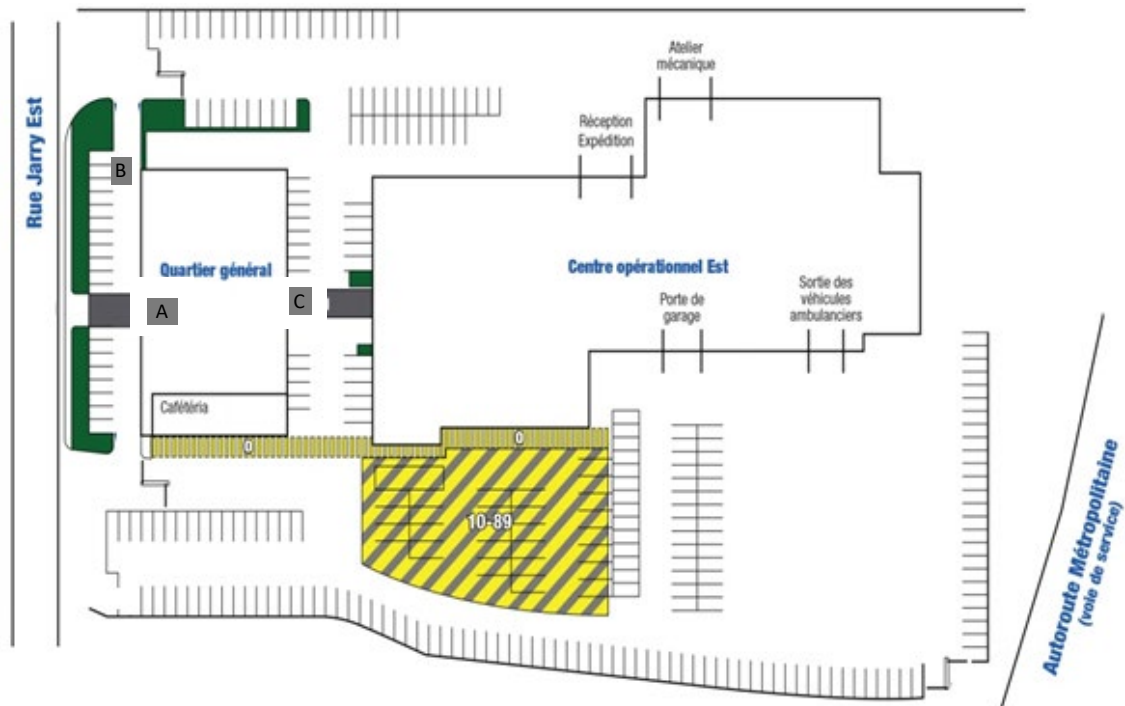 Rue Jarry Est
Atelier
mécanique
Réception
Expédition
B
Quartier général
Centre opérationnel Est
A
C
Porte de
garage
Sortie des
véhicules
ambulanciers
Cafétéria
0
0
10-89
Autoroute Métropolitaine
(voie de service)